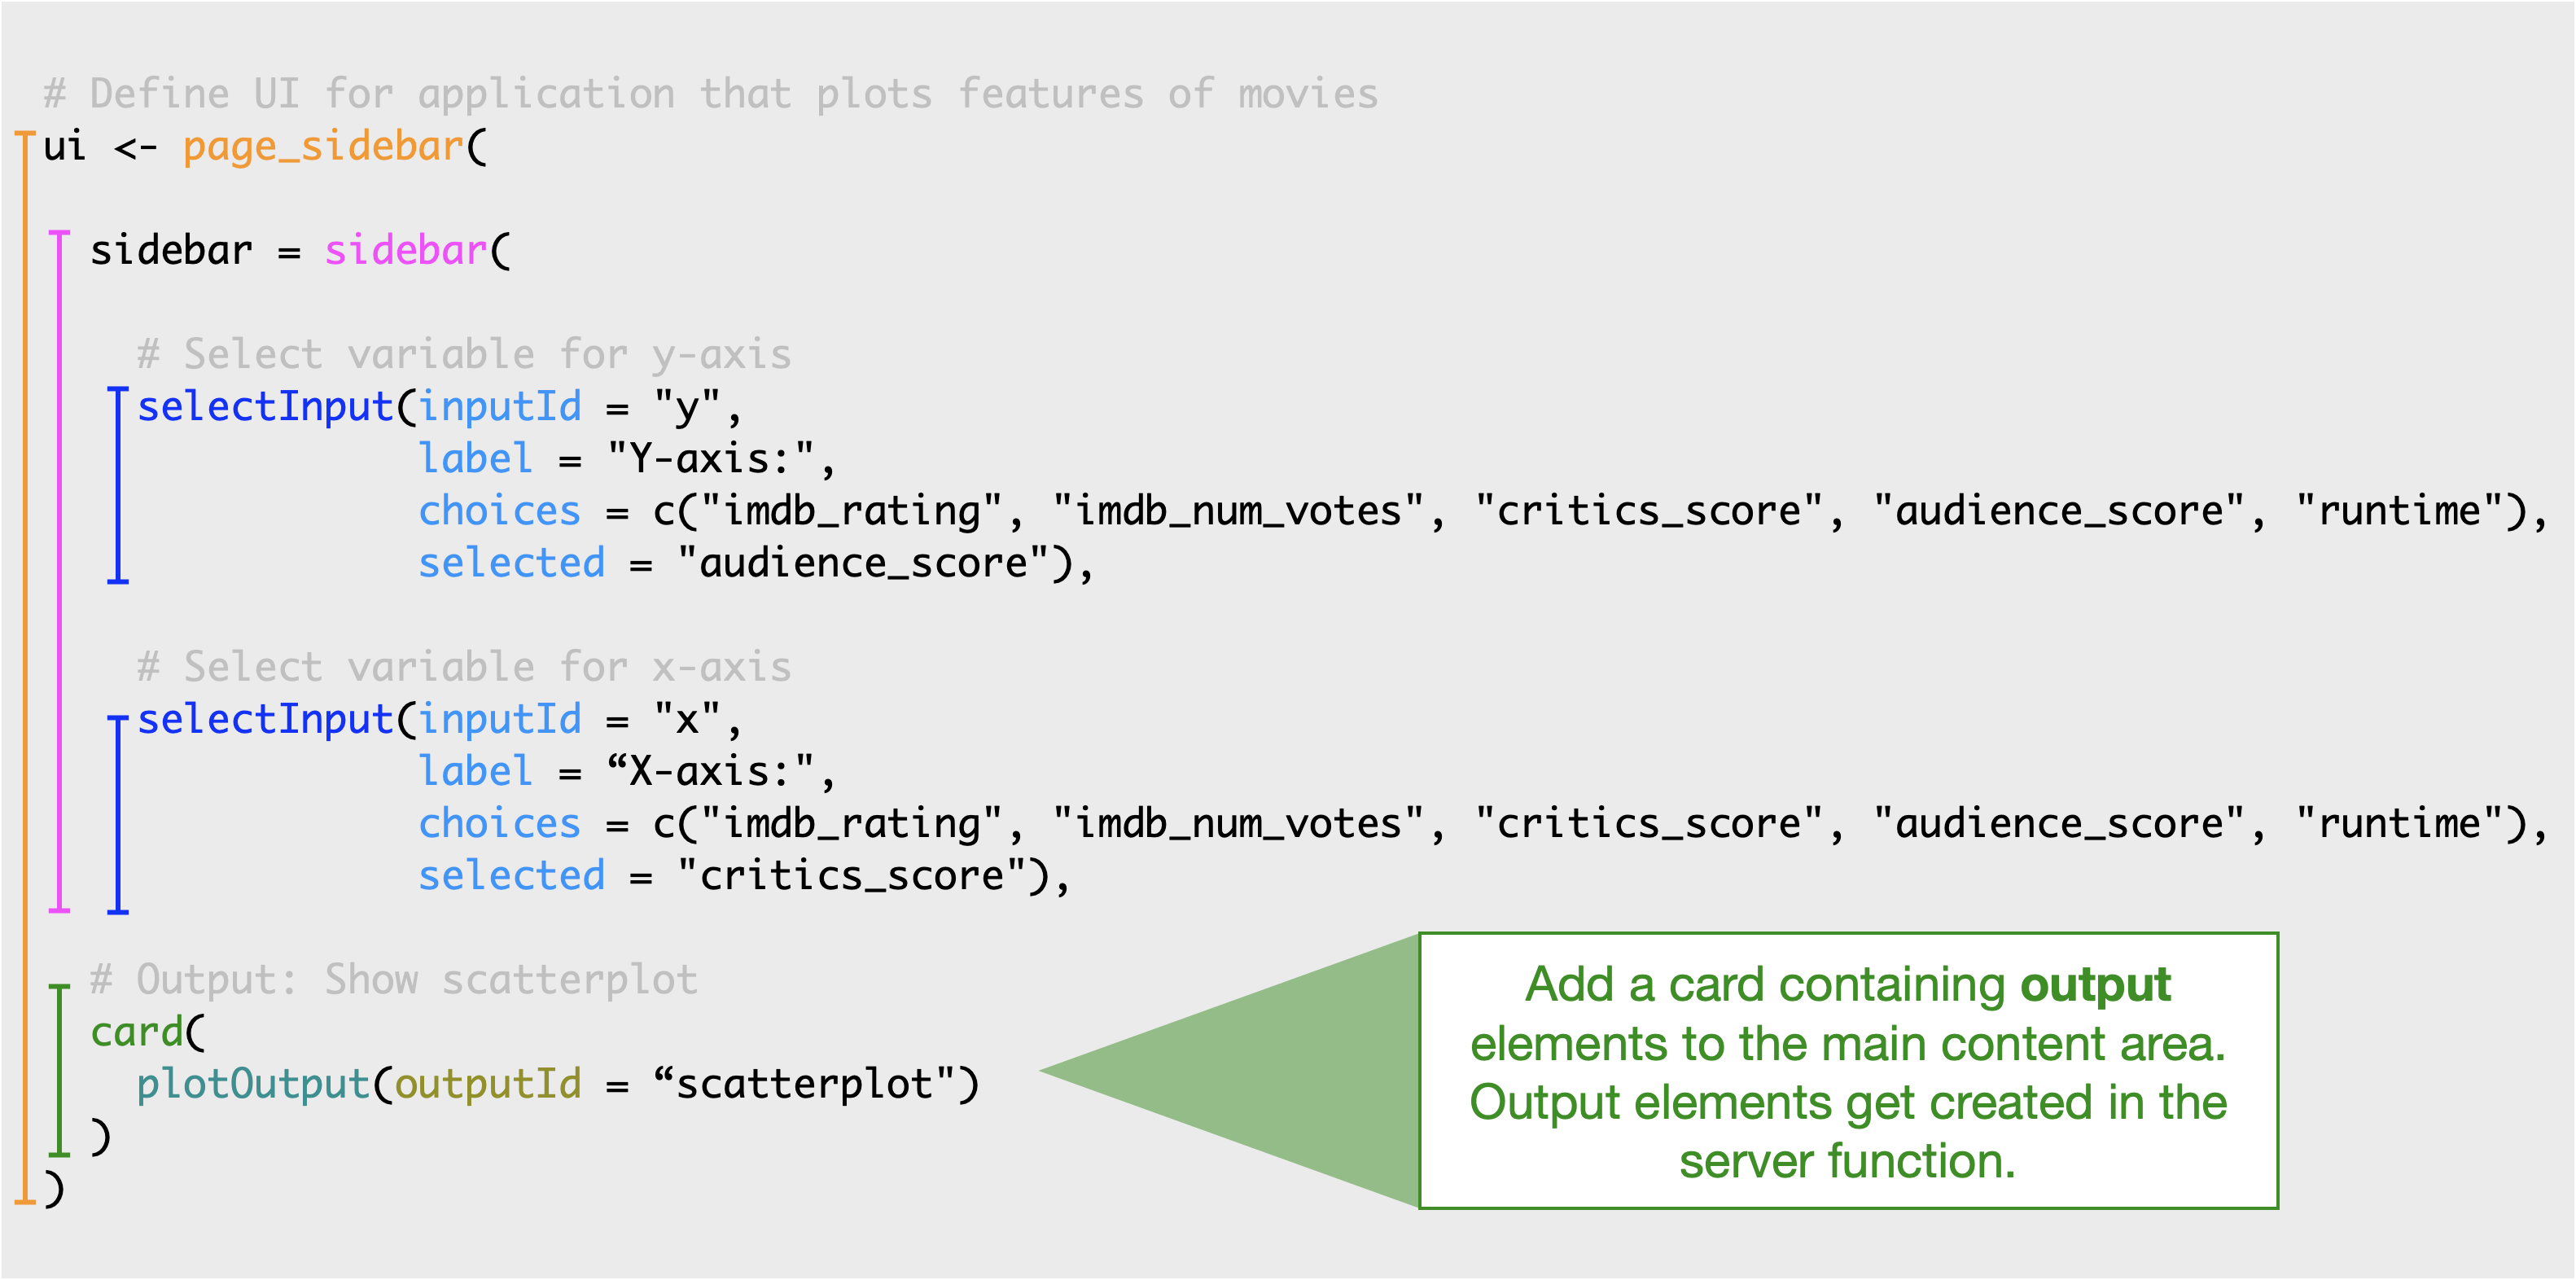 # Define UI for application that plots features of movies
ui <- page_sidebar(
sidebar = sidebar(
# Select variable for y-axis
selectInput(inputId = "y",
label = "Y-axis:",
choices = c("imdb_rating", "imdb_num_votes", "critics_score", "audience_score", "runtime"),
selected = "audience_score"),
# Select variable for x-axis
selectInput(inputId = "x",
label = “X-axis:",
choices = c("imdb_rating", "imdb_num_votes", "critics_score", "audience_score", "runtime"),
selected = "critics_score"),
# Output: Show scatterplot
card(
plotOutput(outputId = “scatterplot")
)
)
Add a card containing output
elements to the main content area.
Output elements get created in the
server function.